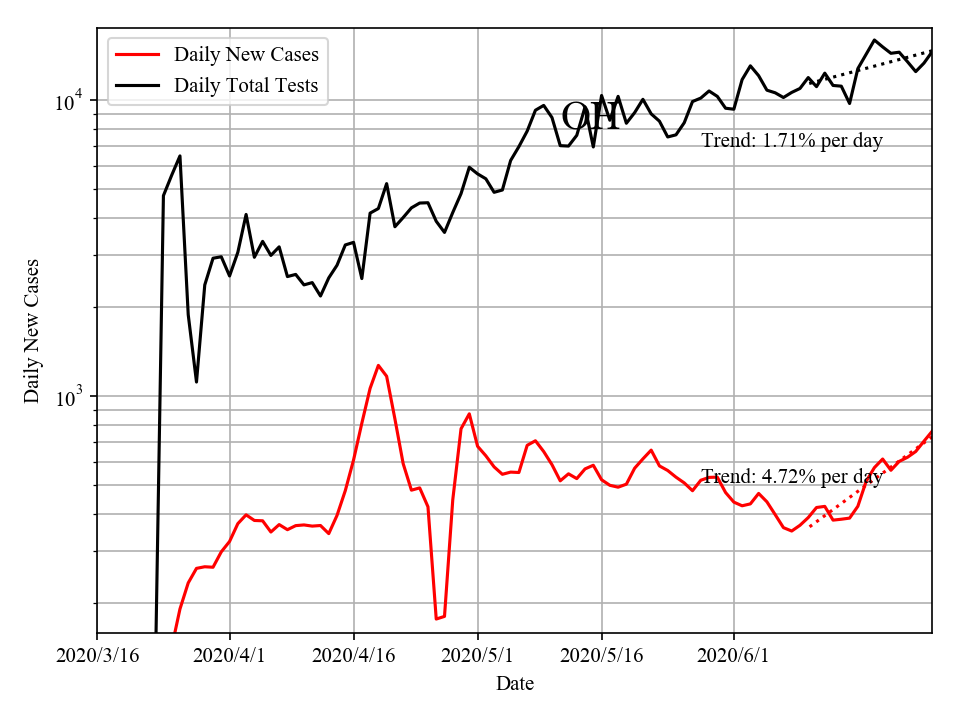 Daily New Cases
Daily Total Tests
OH
10^4
Trend: 1.71% per day
Daily New Cases
10^3
Trend: 4.72% per day
2020/3/16 2020/4/1 2020/4/16 2020/5/1 2020/5/16 2020/6/1
Date